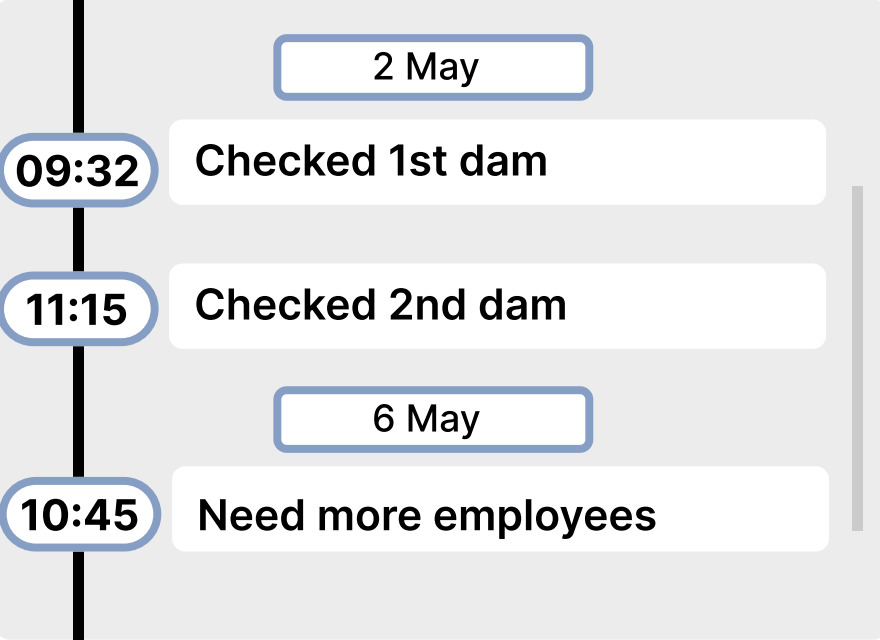 2 May
09:32
Checked 1st dam
11:15
Checked 2nd dam
6 May
10:45
Need more employees